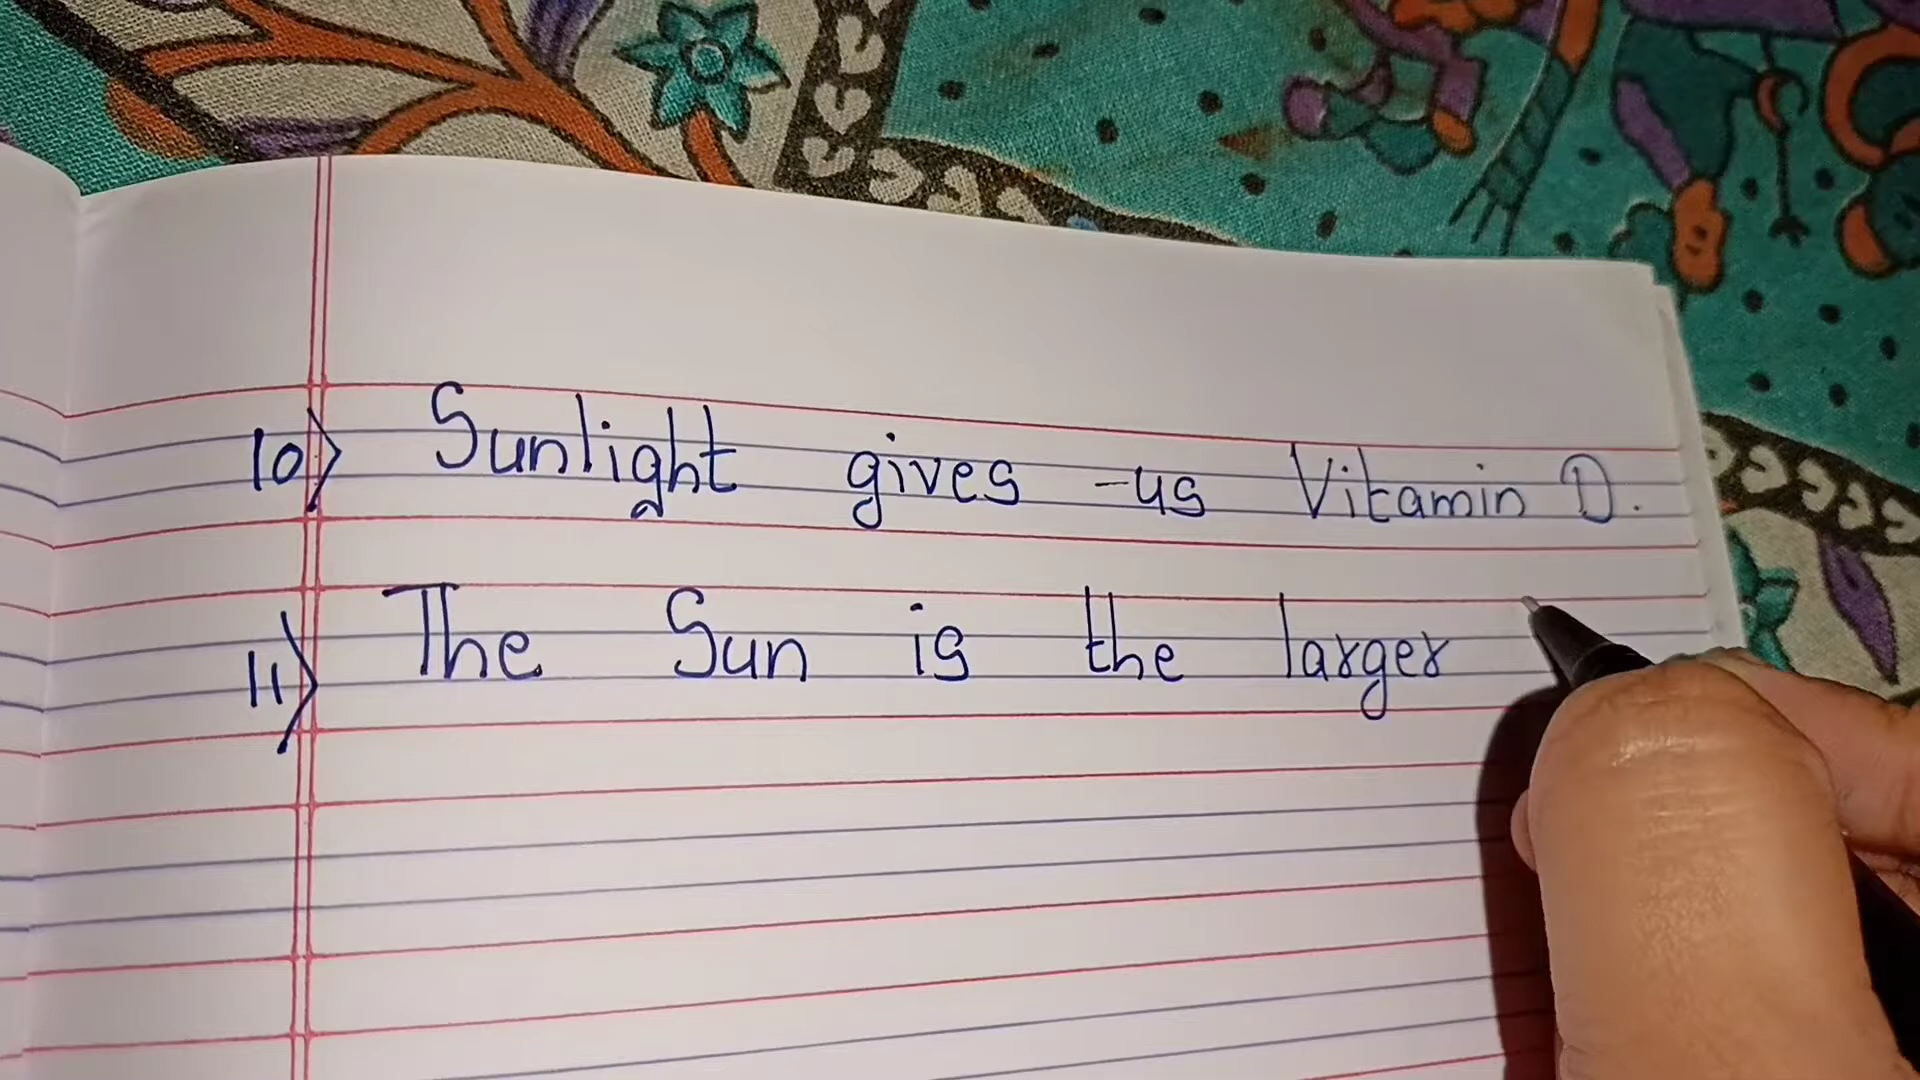 10) Sunlight gives -us Vitamin D.
11) The Sun is the larger